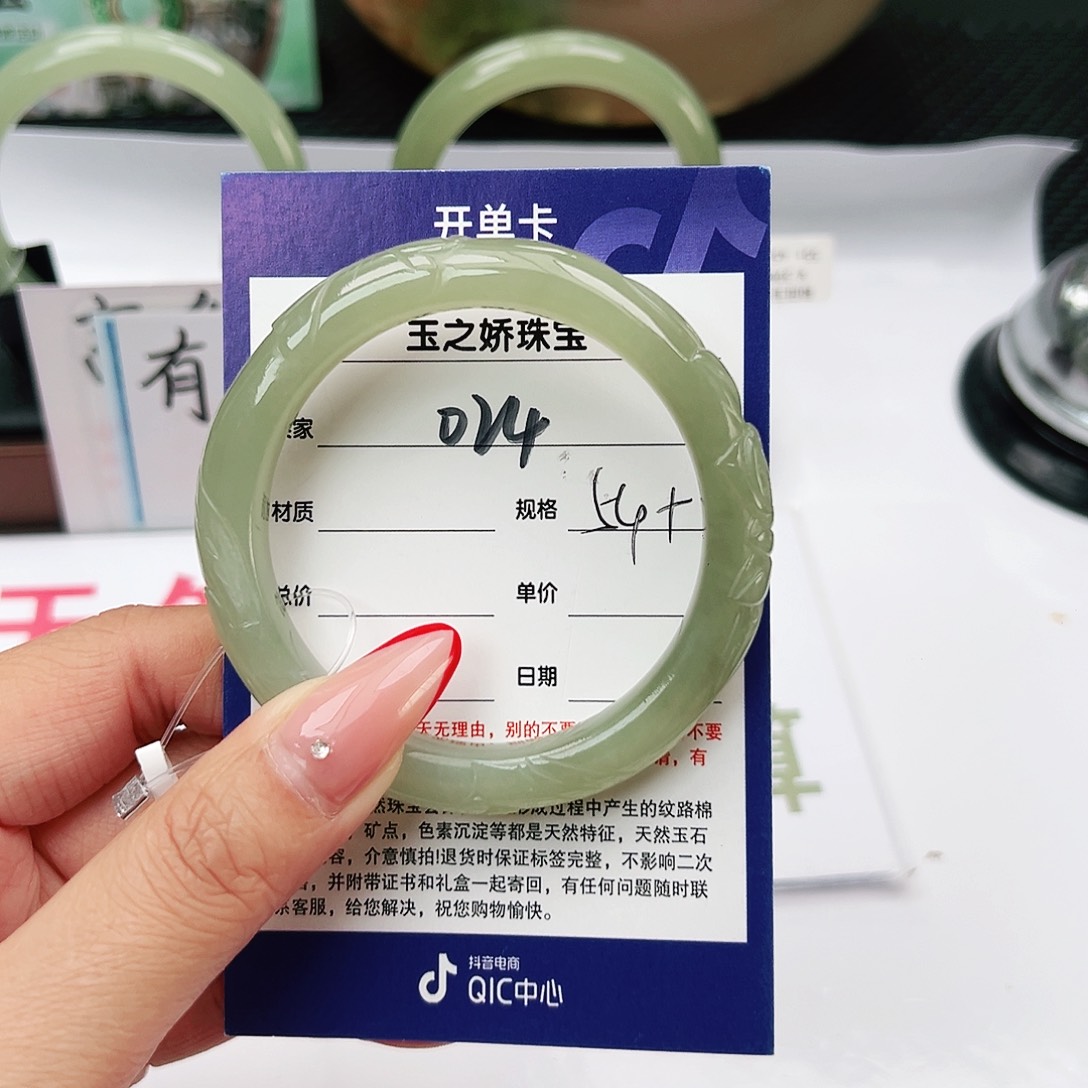 开单卡
玉之娇珠宝
家 024
材质 规格 54+
总价 单价
日期
天无理由，别的不要 不要
，有
形成过程中产生的纹路棉
矿点，色素沉淀等都是天然特征，天然玉石
容，介意慎拍!退货时保证标签完整，不影响二次
，并附带证书和礼盒一起寄回，有任何问题随时联
系客服，给您解决，祝您购物愉快。
抖音电商
QIC中心
有